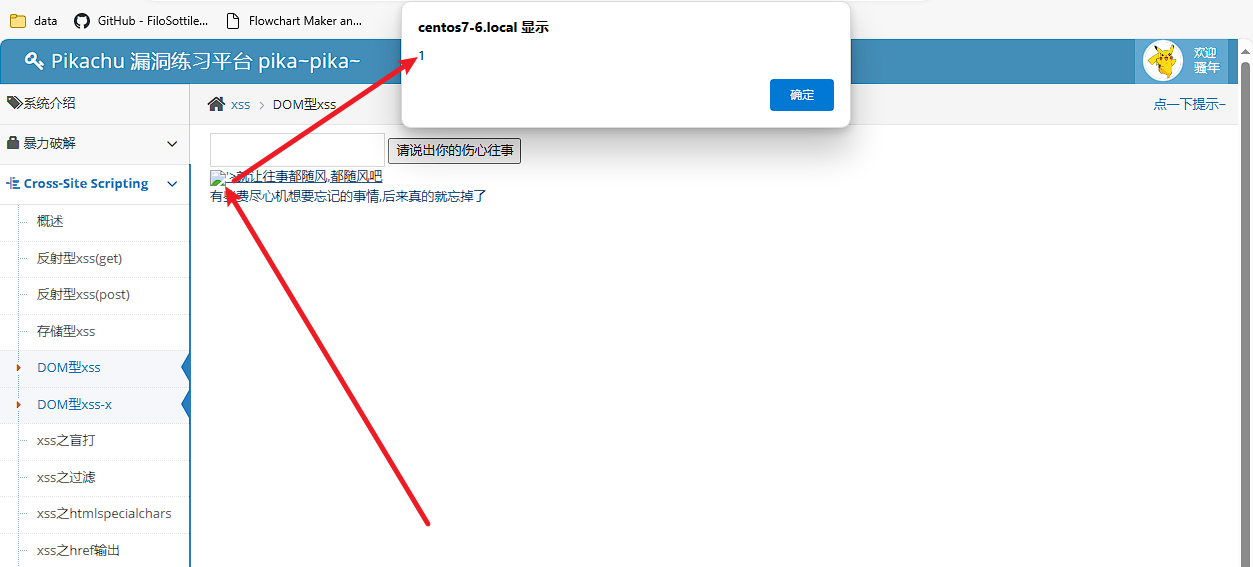 data
GitHub - FiloSottile...
Flowchart Maker an...
centos7-6.local 显示
1
确定
Pikachu 漏洞练习平台 pika~pika~
欢迎
骚年
系统介绍
xss > DOM型xss
点一下提示~
暴力破解
请说出你的伤心往事
'>就让往事都随风,都随风吧
Cross-Site Scripting
有些费尽心机想要忘记的事情,后来真的就忘掉了
概述
反射型xss(get)
反射型xss(post)
存储型xss
DOM型xss
DOM型xss-x
xss之盲打
xss之过滤
xss之htmlspecialchars
xss之href输出